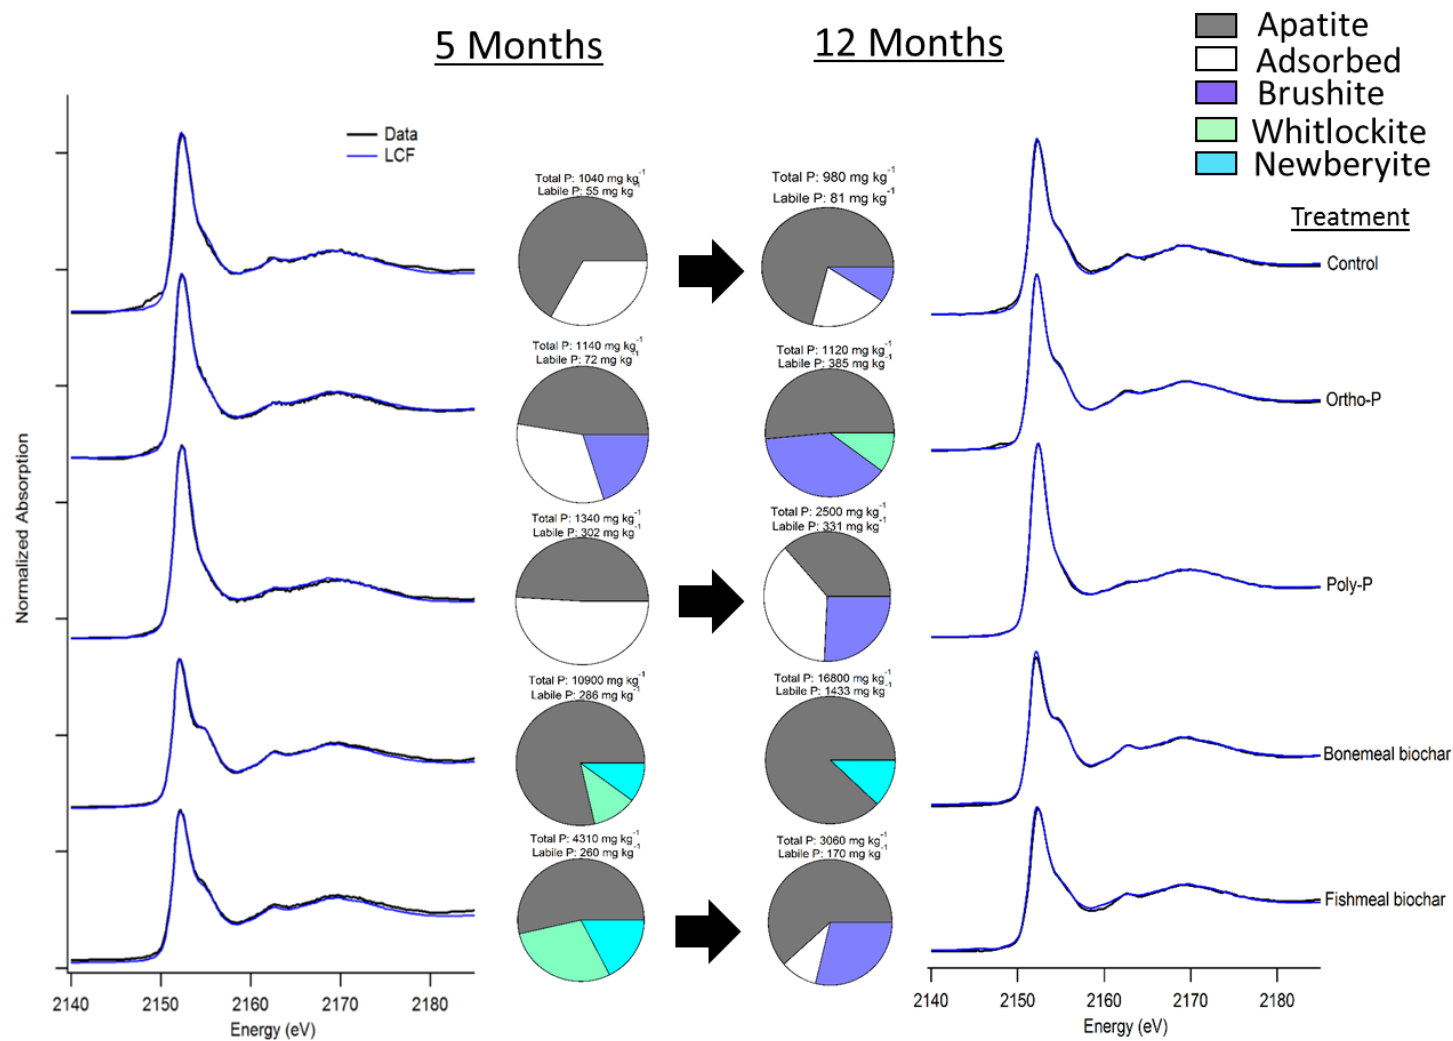 5 Months
12 Months
Apatite
Adsorbed
Brushite
Whitlockite
Newberyite
Treatment
Data
LCF
Normalized Absorption
Total P: 1040 mg kg-1
Labile P: 55 mg kg-1
Total P: 980 mg kg-1
Labile P: 81 mg kg-1
Control
Total P: 1140 mg kg-1
Labile P: 72 mg kg-1
Total P: 1120 mg kg-1
Labile P: 385 mg kg-1
Ortho-P
Total P: 1340 mg kg-1
Labile P: 302 mg kg-1
Total P: 2500 mg kg-1
Labile P: 331 mg kg-1
Poly-P
Total P: 10900 mg kg-1
Labile P: 286 mg kg-1
Total P: 16800 mg kg-1
Labile P: 1433 mg kg-1
Bonemeal biochar
Total P: 4310 mg kg-1
Labile P: 260 mg kg-1
Total P: 3060 mg kg-1
Labile P: 170 mg kg-1
Fishmeal biochar
2140 2150 2160 2170 2180
Energy (eV)
2140 2150 2160 2170 2180
Energy (eV)